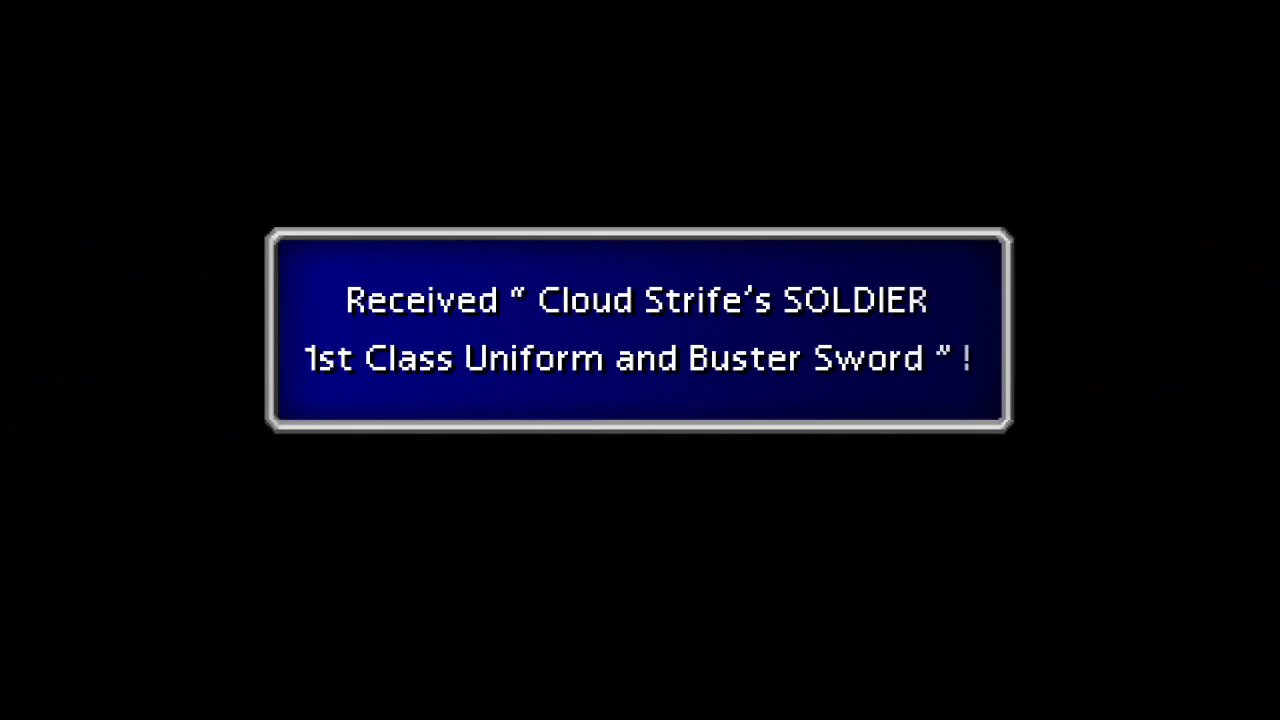 Received “ Cloud Strife’s SOLDIER
1st Class Uniform and Buster Sword ” !